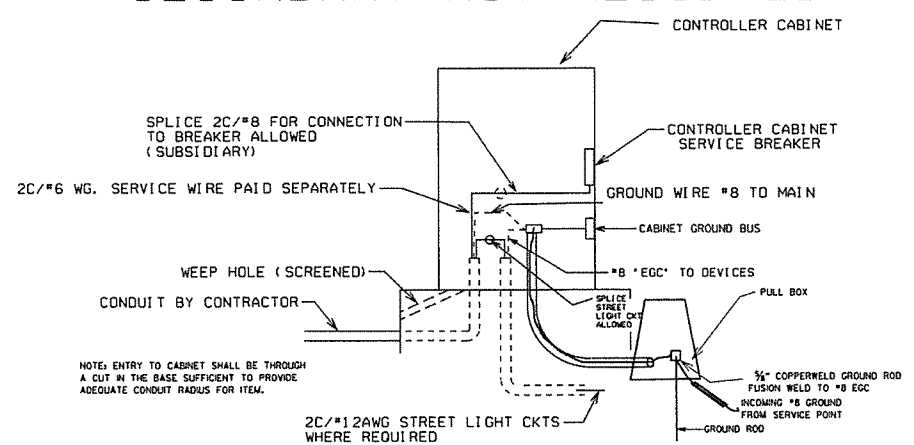 CONTROLLER CABINET
SPLICE 2C/#8 FOR CONNECTION
TO BREAKER ALLOWED
(SUBSIDIARY)
CONTROLLER CABINET
SERVICE BREAKER
2C/#6 WG. SERVICE WIRE PAID SEPARATELY
GROUND WIRE #8 TO MAIN
CABINET GROUND BUS
WEEP HOLE (SCREENED)
#8 "EGC" TO DEVICES
CONDUIT BY CONTRACTOR
SPLICE
STREET
LIGHT CKT
ALLOWED
PULL BOX
NOTE: ENTRY TO CABINET SHALL BE THROUGH
A CUT IN THE BASE SUFFICIENT TO PROVIDE
ADEQUATE CONDUIT RADIUS FOR ITEM.
5/8" COPPERWELD GROUND ROD
FUSION WELD TO #8 EGC
INCOMING #8 GROUND
FROM SERVICE POINT
GROUND ROD
2C/#12AWG STREET LIGHT CKTS
WHERE REQUIRED